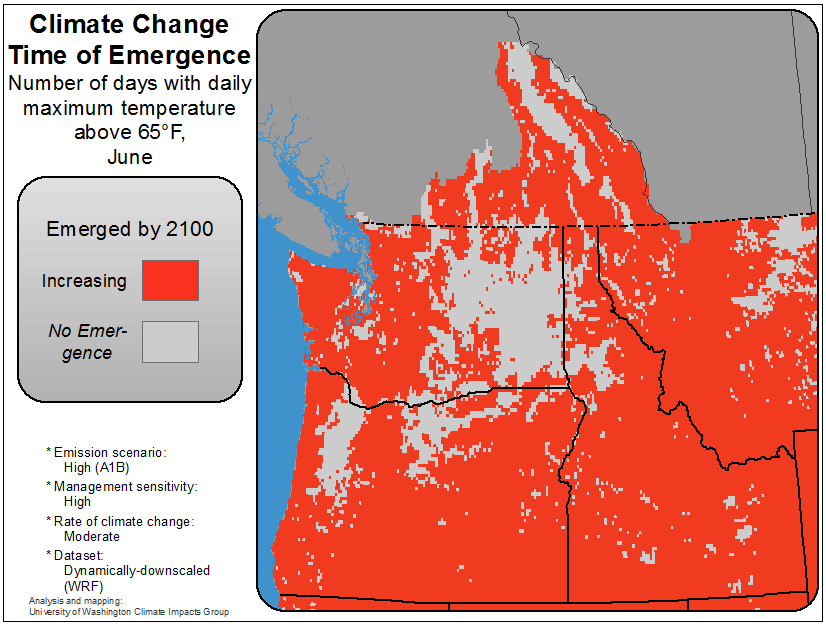 Climate Change
Time of Emergence
Number of days with daily
maximum temperature
above 65°F,
June
Emerged by 2100
Increasing
No Emer-
gence
* Emission scenario:
High (A1B)
* Management sensitivity:
High
* Rate of climate change:
Moderate
* Dataset:
Dynamically-downscaled
(WRF)
Analysis and mapping:
University of Washington Climate Impacts Group